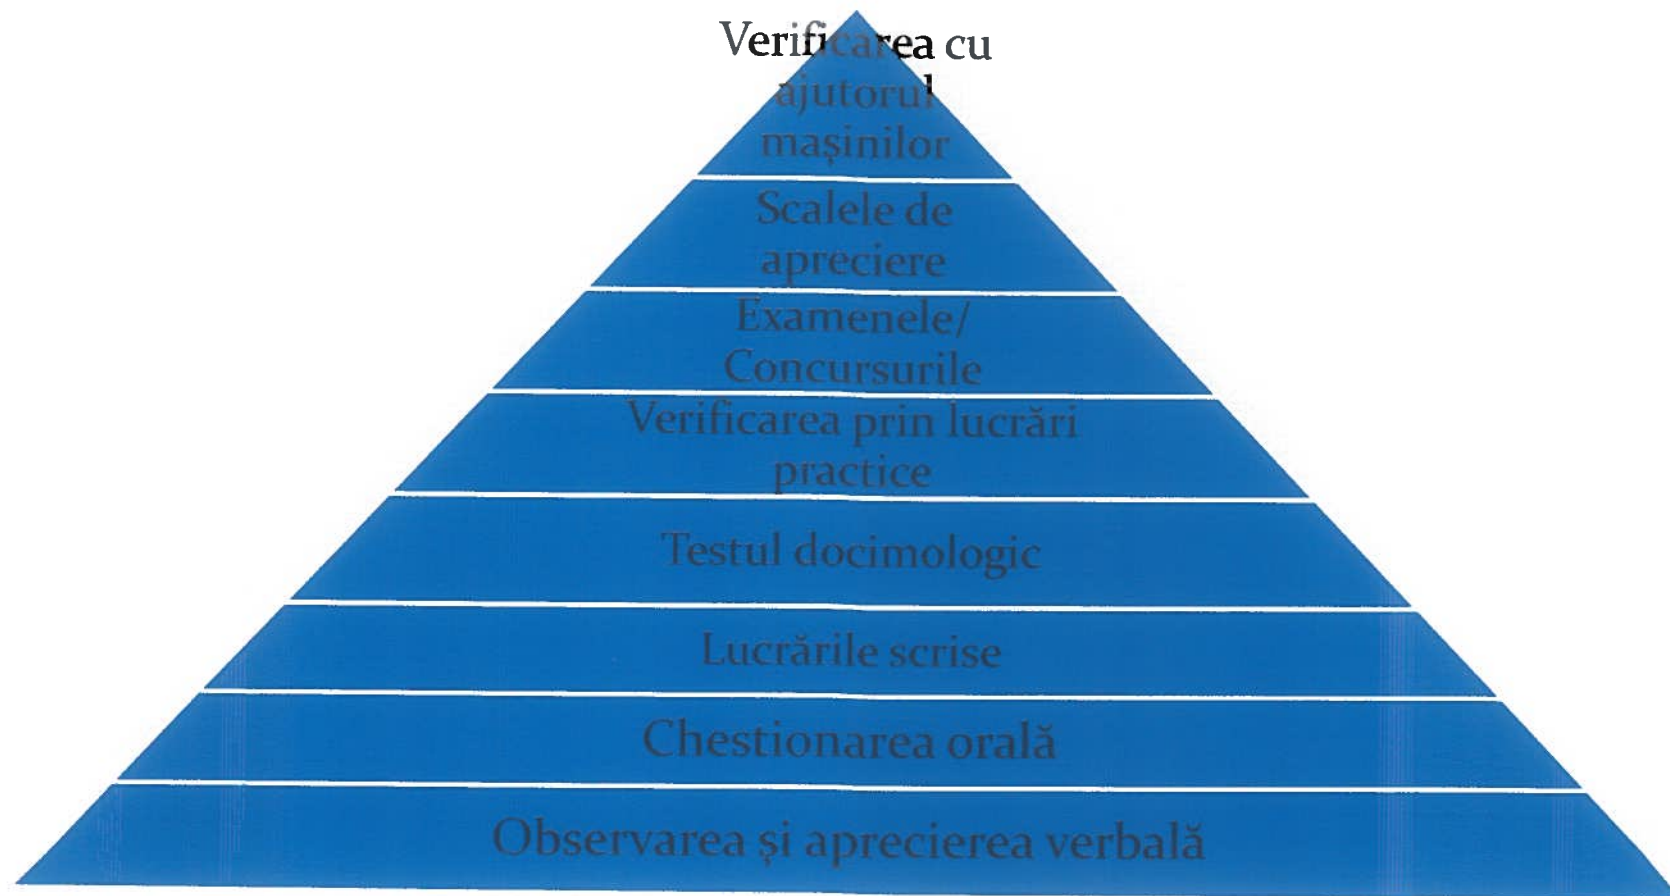 Verificarea cu
ajutorul
mașinilor
Scalele de
apreciere
Examenele/
Concursurile
Verificarea prin lucrări
practice
Testul docimologic
Lucrările scrise
Chestionarea orală
Observarea și aprecierea verbală